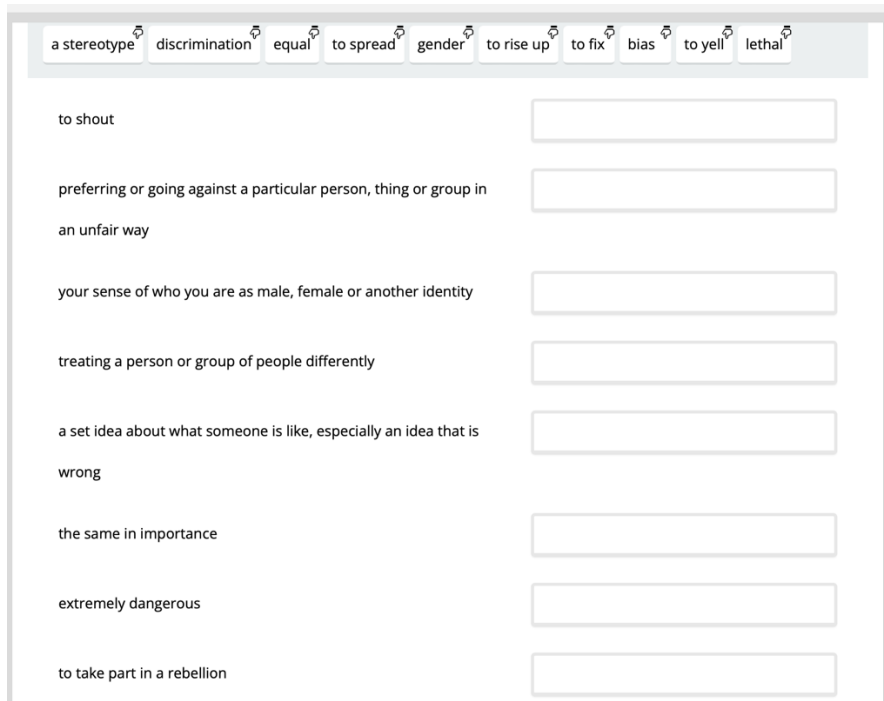 a stereotype discrimination equal to spread gender to rise up to fix bias to yell lethal
to shout
preferring or going against a particular person, thing or group in
an unfair way
your sense of who you are as male, female or another identity
treating a person or group of people differently
a set idea about what someone is like, especially an idea that is
wrong
the same in importance
extremely dangerous
to take part in a rebellion